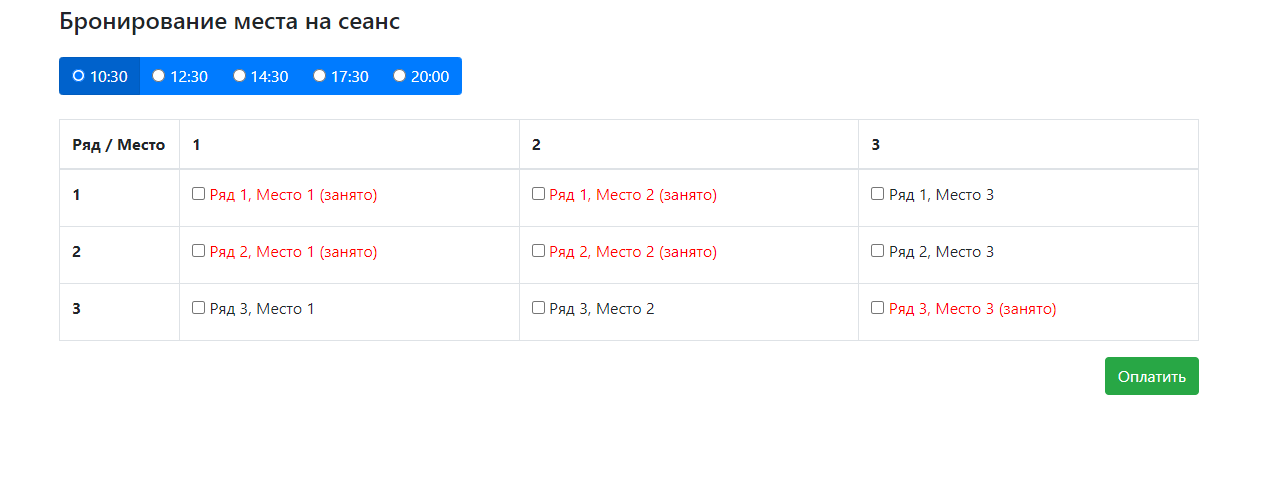 Бронирование места на сеанс
10:30 12:30 14:30 17:30 20:00
Ряд / Место 1 2 3
1 Ряд 1, Место 1 (занято) Ряд 1, Место 2 (занято) Ряд 1, Место 3
2 Ряд 2, Место 1 (занято) Ряд 2, Место 2 (занято) Ряд 2, Место 3
3 Ряд 3, Место 1 Ряд 3, Место 2 Ряд 3, Место 3 (занято)
Оплатить